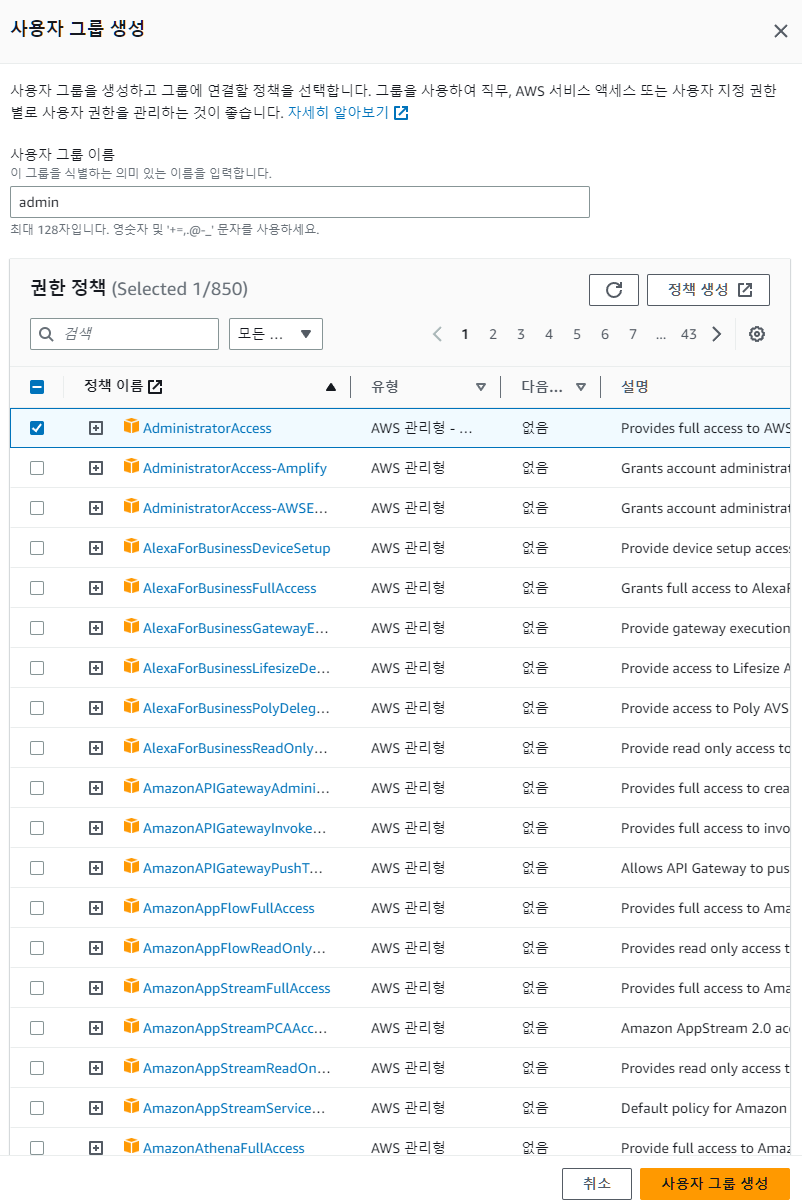 사용자 그룹 생성
사용자 그룹을 생성하고 그룹에 연결할 정책을 선택합니다. 그룹을 사용하여 직무, AWS 서비스 액세스 또는 사용자 지정 권한
별로 사용자 권한을 관리하는 것이 좋습니다. 자세히 알아보기
사용자 그룹 이름
이 그룹을 식별하는 의미 있는 이름을 입력합니다.
admin
최대 128자입니다. 영숫자 및 '+=,.@-_' 문자를 사용하세요.
권한 정책 (Selected 1/850)
정책 생성
검색
모든 ...
1 2 3 4 5 6 7 ... 43
정책 이름 유형 다음... 설명
AdministratorAccess AWS 관리형 - ... 없음 Provides full access to AWS
AdministratorAccess-Amplify AWS 관리형 없음 Grants account administrat
AdministratorAccess-AWSE... AWS 관리형 없음 Grants account administrat
AlexaForBusinessDeviceSetup AWS 관리형 없음 Provide device setup access
AlexaForBusinessFullAccess AWS 관리형 없음 Grants full access to AlexaF
AlexaForBusinessGatewayE... AWS 관리형 없음 Provide gateway execution
AlexaForBusinessLifesizeDe... AWS 관리형 없음 Provide access to Lifesize A
AlexaForBusinessPolyDeleg... AWS 관리형 없음 Provide access to Poly AVS
AlexaForBusinessReadOnly... AWS 관리형 없음 Provide read only access to
AmazonAPIGatewayAdmini... AWS 관리형 없음 Provides full access to crea
AmazonAPIGatewayInvoke... AWS 관리형 없음 Provides full access to invo
AmazonAPIGatewayPushT... AWS 관리형 없음 Allows API Gateway to pus
AmazonAppFlowFullAccess AWS 관리형 없음 Provides full access to Ama
AmazonAppFlowReadOnly... AWS 관리형 없음 Provides read only access t
AmazonAppStreamFullAccess AWS 관리형 없음 Provides full access to Ama
AmazonAppStreamPCAAcc... AWS 관리형 없음 Amazon AppStream 2.0 acc
AmazonAppStreamReadOn... AWS 관리형 없음 Provides read only access t
AmazonAppStreamService... AWS 관리형 없음 Default policy for Amazon
AmazonAthenaFullAccess AWS 관리형 없음 Provide full access to Amaz
취소 사용자 그룹 생성